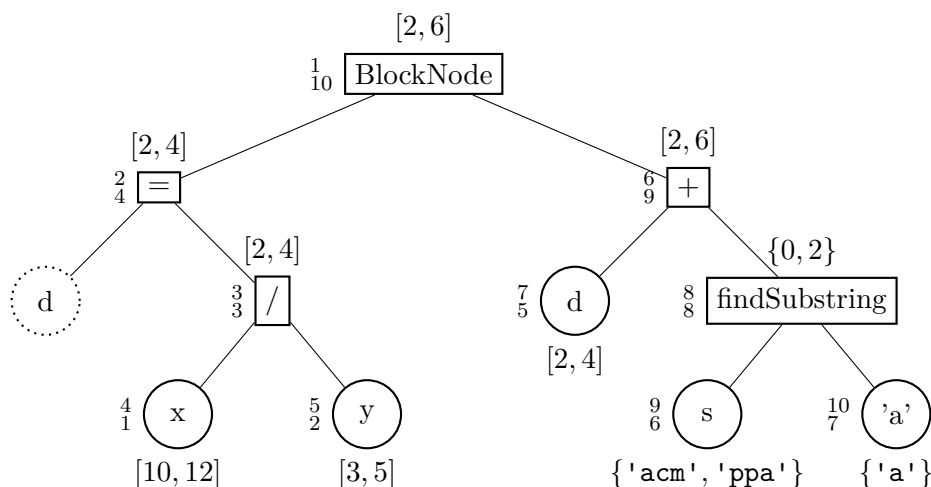 [2, 6]
1 10 BlockNode
[2, 4] [2, 6]
2 4 = 6 9 +
[2, 4] {0, 2}
d 3 3 / 7 5 d 8 8 findSubstring
[2, 4]
4 1 x 5 2 y 9 6 s 10 7 'a'
[10, 12] [3, 5] {'acm', 'ppa'} {'a'}